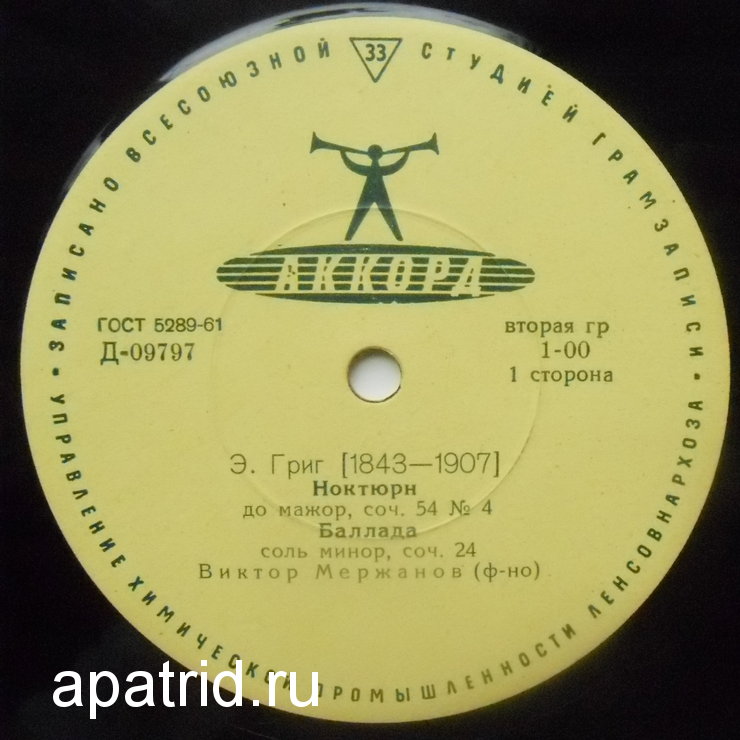 ЗАПИСАНО ВСЕСОЮЗНОЙ 33 СТУДИЕЙ ГРАМЗАПИСИ
АККОРД
ГОСТ 5289-61
Д-09797
вторая гр
1-00
1 сторона
Э. Григ [1843—1907]
Ноктюрн
до мажор, соч. 54 № 4
Баллада
соль минор, соч. 24
Виктор Мержанов (ф-но)
УПРАВЛЕНИЕ ХИМИЧЕСКОЙ ПРОМЫШЛЕННОСТИ ЛЕНСОВНАРХОЗА
apatrid.ru